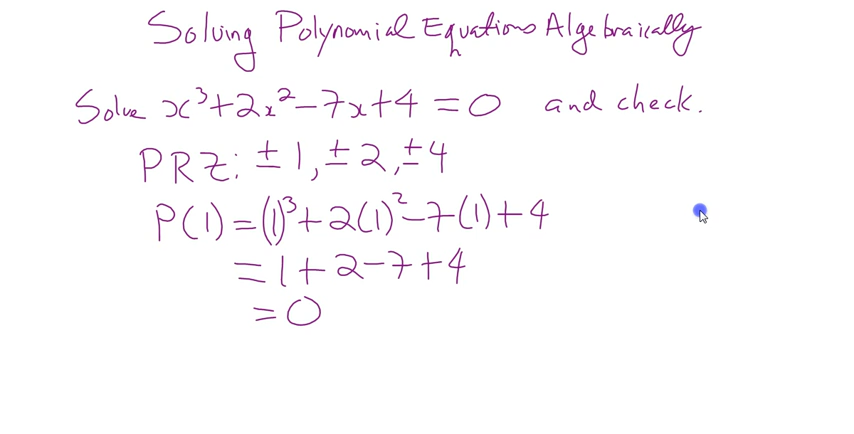 Solving Polynomial Equations Algebraically
Solve x³+2x²-7x+4=0 and check.
PRZ: ±1, ±2, ±4
P(1) = (1)³+2(1)²-7(1)+4
= 1+2-7+4
= 0